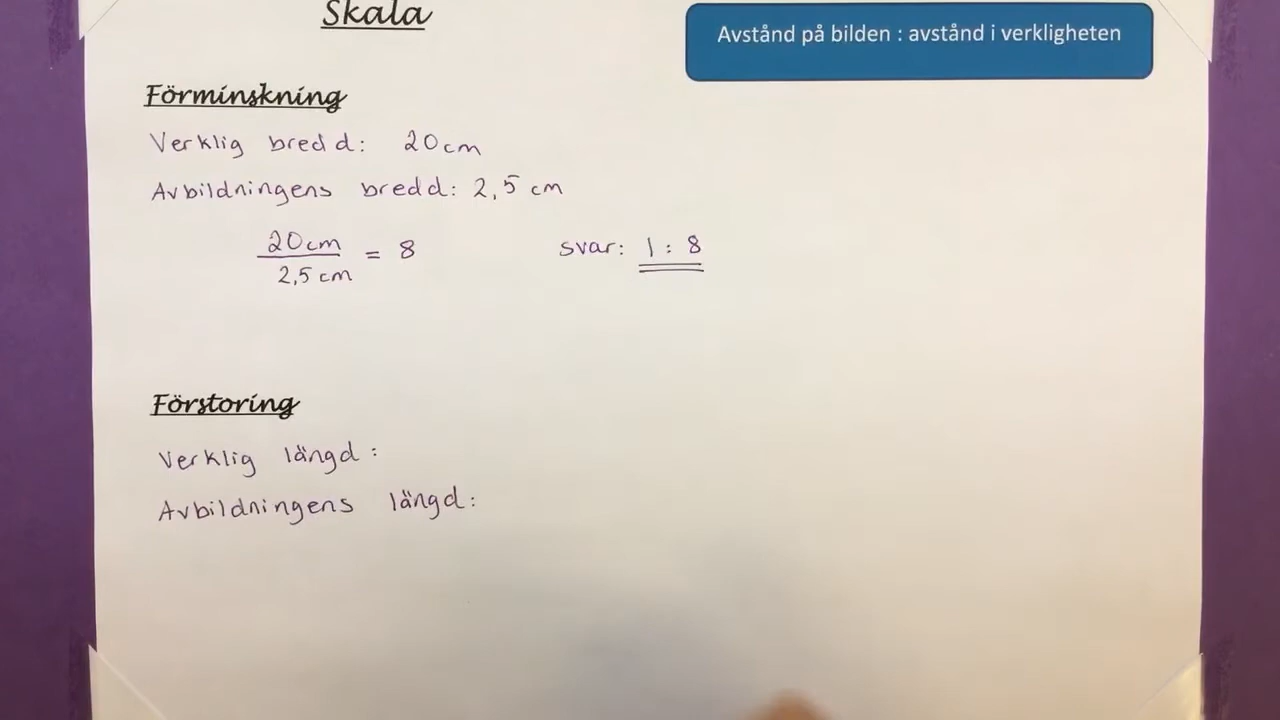 Skala
Avstånd på bilden : avstånd i verkligheten
Förminskning
Verklig bredd: 20cm
Avbildningens bredd: 2,5 cm
20cm
2,5 cm
= 8
svar: 1 : 8
Förstoring
Verklig längd:
Avbildningens längd: